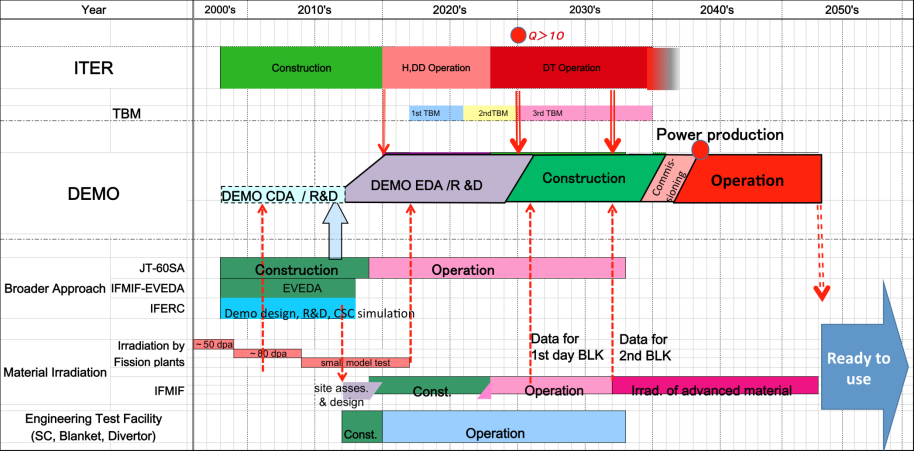 Year 2000's 2010's 2020's 2030's 2040's 2050's
Q>10
ITER Construction H,DD Operation DT Operation
TBM 1st TBM 2ndTBM 3rd TBM
Power production
DEMO DEMO CDA / R&D DEMO EDA /R &D Construction Commis-
sioning
Operation
JT-60SA Construction Operation
Broader Approach IFMIF-EVEDA EVEDA
IFERC Demo design, R&D, CSC simulation
Material Irradiation
Irradiation by
Fission plants
~ 50 dpa
~ 80 dpa
small model test
Data for
1st day BLK
Data for
2nd BLK
Ready to
use
IFMIF site asses.
& design
Const. Operation Irrad. of advanced material
Engineering Test Facility
(SC, Blanket, Divertor)
Const. Operation